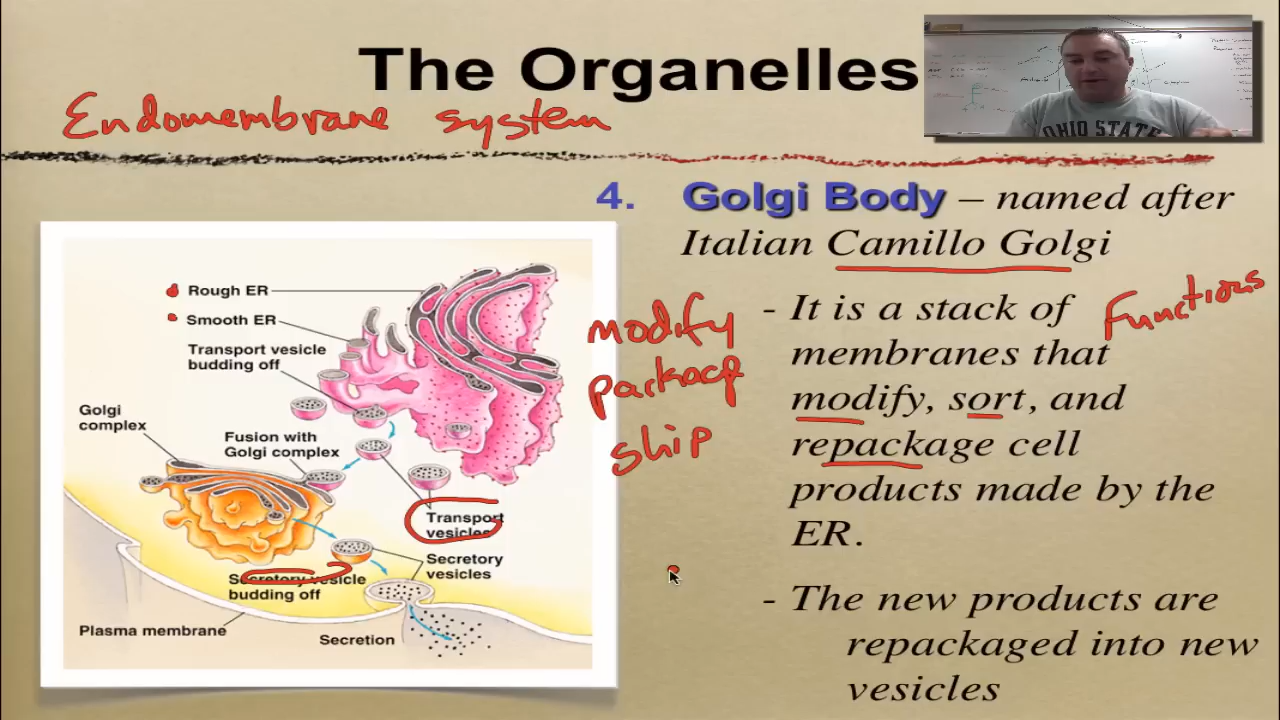 The Organelles
Endomembrane system
OHIO STATE
4. Golgi Body – named after
Italian Camillo Golgi
- It is a stack of
membranes that
modify, sort, and
repackage cell
products made by the
ER.
Functions
- The new products are
repackaged into new
vesicles
modify
package
ship
Rough ER
Smooth ER
Transport vesicle
budding off
Golgi
complex
Fusion with
Golgi complex
Transport
vesicles
Secretory
vesicles
Secretory vesicle
budding off
Plasma membrane
Secretion